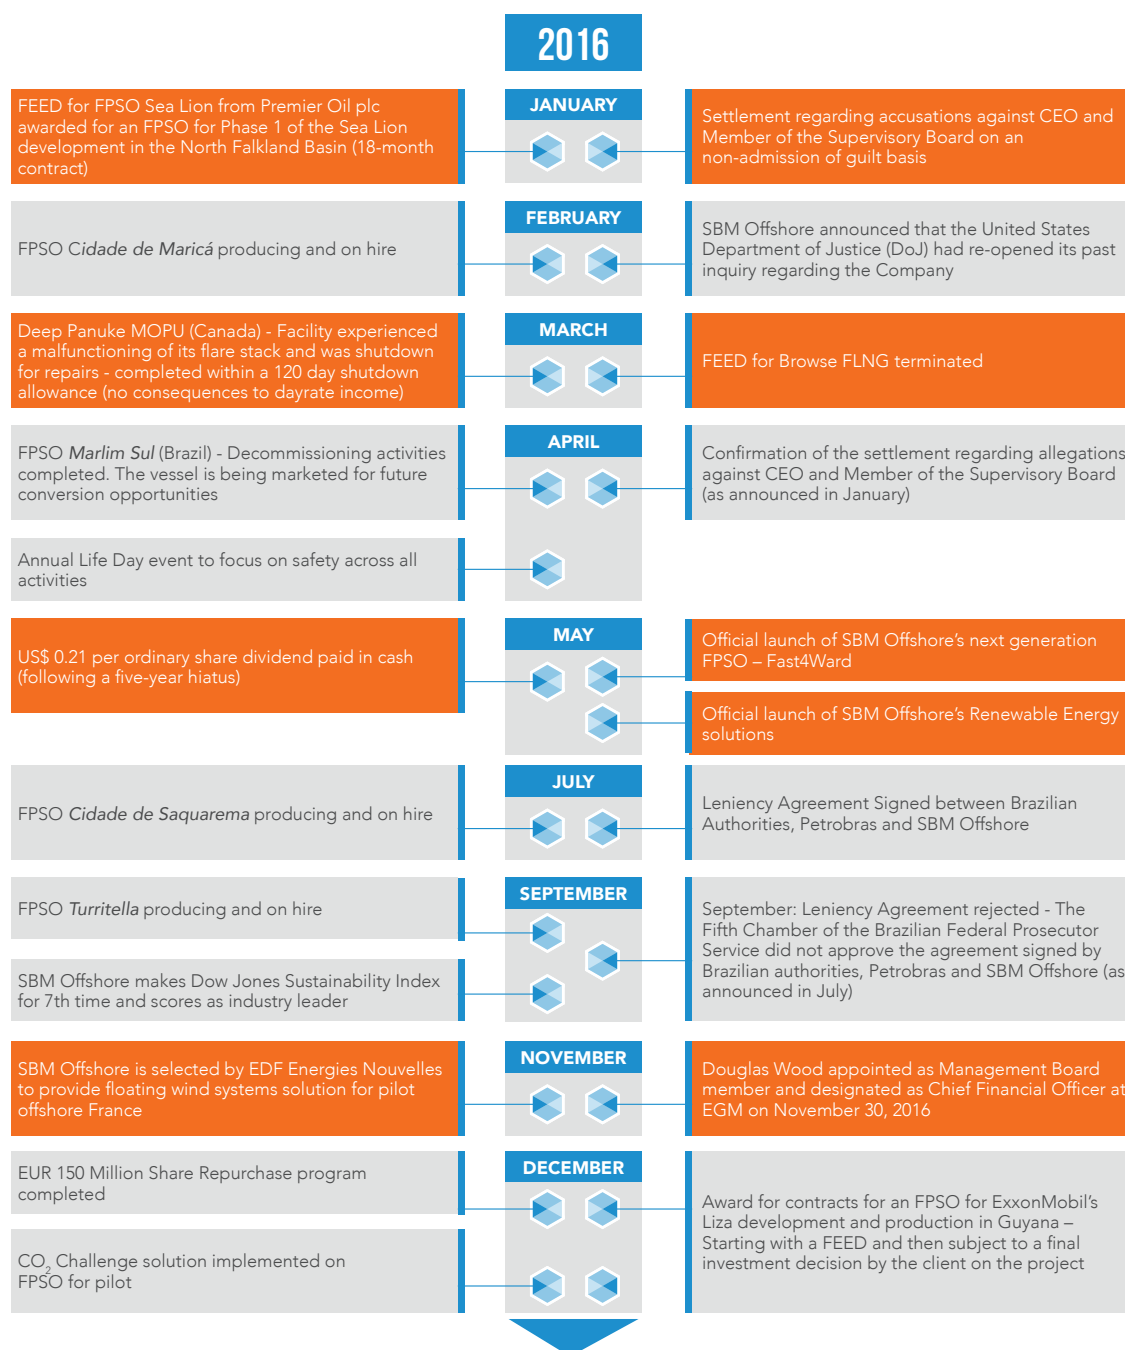 2016
JANUARY
FEED for FPSO Sea Lion from Premier Oil plc
awarded for an FPSO for Phase 1 of the Sea Lion
development in the North Falkland Basin (18-month
contract)
Settlement regarding accusations against CEO and
Member of the Supervisory Board on an
non-admission of guilt basis
FEBRUARY
FPSO Cidade de Maricá producing and on hire
SBM Offshore announced that the United States
Department of Justice (DoJ) had re-opened its past
inquiry regarding the Company
MARCH
Deep Panuke MOPU (Canada) - Facility experienced
a malfunctioning of its flare stack and was shutdown
for repairs - completed within a 120 day shutdown
allowance (no consequences to dayrate income)
FEED for Browse FLNG terminated
APRIL
FPSO Marlim Sul (Brazil) - Decommissioning activities
completed. The vessel is being marketed for future
conversion opportunities
Confirmation of the settlement regarding allegations
against CEO and Member of the Supervisory Board
(as announced in January)
Annual Life Day event to focus on safety across all
activities
MAY
US$ 0.21 per ordinary share dividend paid in cash
(following a five-year hiatus)
Official launch of SBM Offshore's next generation
FPSO – Fast4Ward
Official launch of SBM Offshore's Renewable Energy
solutions
JULY
FPSO Cidade de Saquarema producing and on hire
Leniency Agreement Signed between Brazilian
Authorities, Petrobras and SBM Offshore
SEPTEMBER
FPSO Turritella producing and on hire
SBM Offshore makes Dow Jones Sustainability Index
for 7th time and scores as industry leader
September: Leniency Agreement rejected - The
Fifth Chamber of the Brazilian Federal Prosecutor
Service did not approve the agreement signed by
Brazilian authorities, Petrobras and SBM Offshore (as
announced in July)
NOVEMBER
SBM Offshore is selected by EDF Energies Nouvelles
to provide floating wind systems solution for pilot
offshore France
Douglas Wood appointed as Management Board
member and designated as Chief Financial Officer at
EGM on November 30, 2016
DECEMBER
EUR 150 Million Share Repurchase program
completed
CO₂ Challenge solution implemented on
FPSO for pilot
Award for contracts for an FPSO for ExxonMobil's
Liza development and production in Guyana –
Starting with a FEED and then subject to a final
investment decision by the client on the project